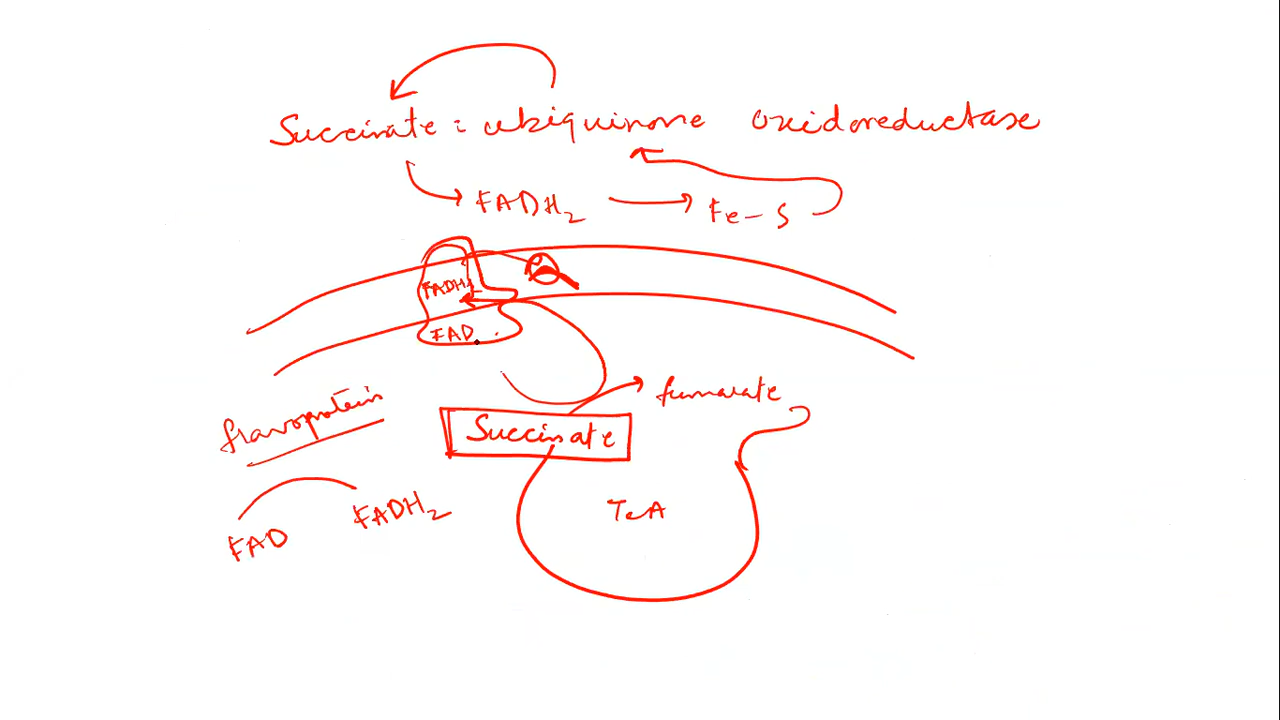 Succinate : ubiquinone oxidoreductase
FADH2 Fe-S
FADH2
FAD
flavoprotein
fumarate
Succinate
FAD FADH2
TCA